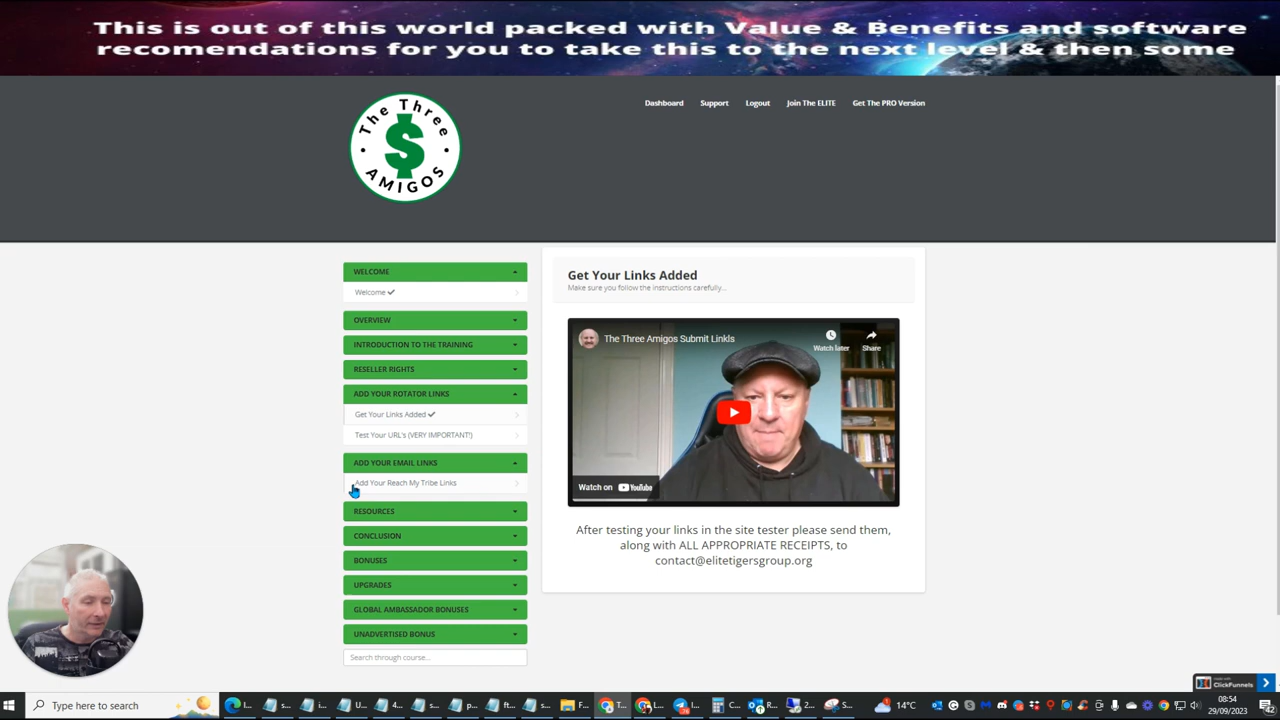 This is out of this world packed with Value & Benefits and software
recomendations for you to take this to the next level & then some
The Three
$
AMIGOS
Dashboard
Support
Logout
Join The ELITE
Get The PRO Version
WELCOME
Welcome
OVERVIEW
INTRODUCTION TO THE TRAINING
RESELLER RIGHTS
ADD YOUR ROTATOR LINKS
Get Your Links Added
Test Your URL's (VERY IMPORTANT!)
ADD YOUR EMAIL LINKS
Add Your Reach My Tribe Links
RESOURCES
CONCLUSION
BONUSES
UPGRADES
GLOBAL AMBASSADOR BONUSES
UNADVERTISED BONUS
Search through course...
Get Your Links Added
Make sure you follow the instructions carefully...
The Three Amigos Submit Linkls
Watch later
Share
Watch on YouTube
After testing your links in the site tester please send them,
along with ALL APPROPRIATE RECEIPTS, to
contact@elitetigersgroup.org
ClickFunnels
Type here to search
14°C
08:54
29/09/2023